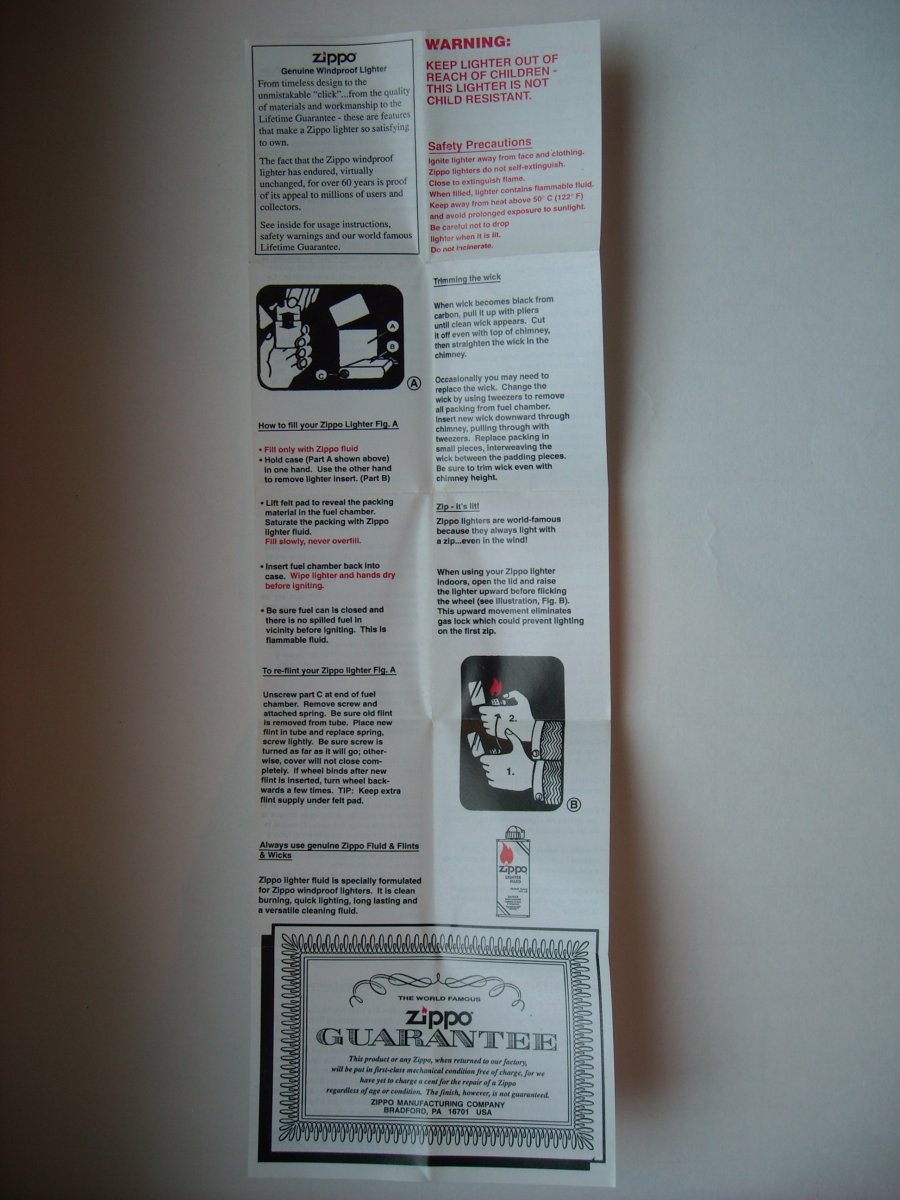 zippo
Genuine Windproof Lighter
From timeless design to the
unmistakable "click"...from the quality
of materials and workmanship to the
Lifetime Guarantee - these are features
that make a Zippo lighter so satisfying
to own.
The fact that the Zippo windproof
lighter has endured, virtually
unchanged, for over 60 years is proof
of its appeal to millions of users and
collectors.
See inside for usage instructions,
safety warnings and our world famous
Lifetime Guarantee.
A
B
C
A
How to fill your Zippo Lighter Fig. A
• Fill only with Zippo fluid
• Hold case (Part A shown above)
in one hand. Use the other hand
to remove lighter insert. (Part B)
• Lift felt pad to reveal the packing
material in the fuel chamber.
Saturate the packing with Zippo
lighter fluid.
Fill slowly, never overfill.
• Insert fuel chamber back into
case. Wipe lighter and hands dry
before igniting.
• Be sure fuel can is closed and
there is no spilled fuel in
vicinity before igniting. This is
flammable fluid.
To re-flint your Zippo lighter Fig. A
Unscrew part C at end of fuel
chamber. Remove screw and
attached spring. Be sure old flint
is removed from tube. Place new
flint in tube and replace spring,
screw lightly. Be sure screw is
turned as far as it will go; other-
wise, cover will not close com-
pletely. If wheel binds after new
flint is inserted, turn wheel back-
wards a few times. TIP: Keep extra
flint supply under felt pad.
Always use genuine Zippo Fluid & Flints
& Wicks
Zippo lighter fluid is specially formulated
for Zippo windproof lighters. It is clean
burning, quick lighting, long lasting and
a versatile cleaning fluid.
WARNING:
KEEP LIGHTER OUT OF
REACH OF CHILDREN -
THIS LIGHTER IS NOT
CHILD RESISTANT.
Safety Precautions
Ignite lighter away from face and clothing.
Zippo lighters do not self-extinguish.
Close to extinguish flame.
When filled, lighter contains flammable fluid.
Keep away from heat above 50° C (122° F)
and avoid prolonged exposure to sunlight.
Be careful not to drop
lighter when it is lit.
Do not incinerate.
Trimming the wick
When wick becomes black from
carbon, pull it up with pliers
until clean wick appears. Cut
it off even with top of chimney,
then straighten the wick in the
chimney.
Occasionally you may need to
replace the wick. Change the
wick by using tweezers to remove
all packing from fuel chamber.
Insert new wick downward through
chimney, pulling through with
tweezers. Replace packing in
small pieces, interweaving the
wick between the padding pieces.
Be sure to trim wick even with
chimney height.
Zip - it's lit!
Zippo lighters are world-famous
because they always light with
a zip...even in the wind!
When using your Zippo lighter
indoors, open the lid and raise
the lighter upward before flicking
the wheel (see illustration, Fig. B).
This upward movement eliminates
gas lock which could prevent lighting
on the first zip.
2.
1.
B
zippo
LIGHTER
FLUID
THE WORLD FAMOUS
zippo
GUARANTEE
This product or any Zippo, when returned to our factory,
will be put in first-class mechanical condition free of charge, for we
have yet to charge a cent for the repair of a Zippo
regardless of age or condition. The finish, however, is not guaranteed.
ZIPPO MANUFACTURING COMPANY
BRADFORD, PA 16701 USA